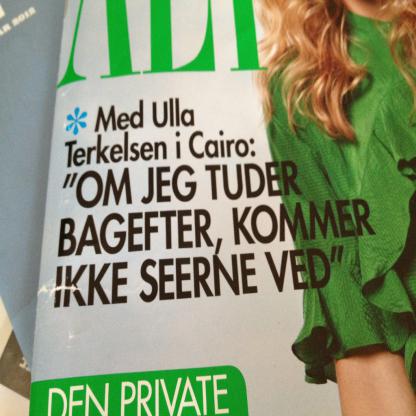 ALT
* Med Ulla
Terkelsen i Cairo:
"OM JEG TUDER
BAGEFTER, KOMMER
IKKE SEERNE VED"
DEN PRIVATE